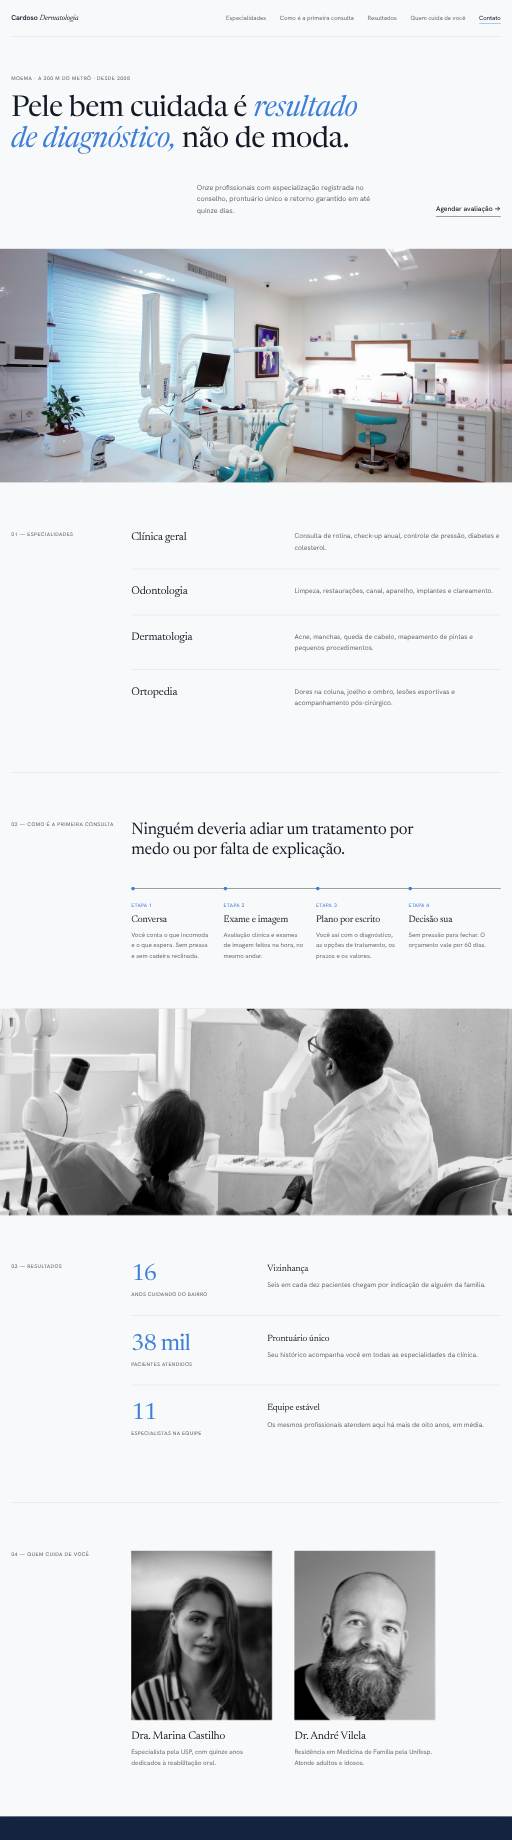 Cardoso Dermatologia
Especialidades Como é a primeira consulta Resultados Quem cuida de você Contato
MOEMA · A 300 M DO METRÔ · DESDE 2008
Pele bem cuidada é resultado
de diagnóstico, não de moda.
Onze profissionais com especialização registrada no
conselho, prontuário único e retorno garantido em até
quinze dias.
Agendar avaliação →
01 — ESPECIALIDADES
Clínica geral
Consulta de rotina, check-up anual, controle de pressão, diabetes e
colesterol.
Odontologia
Limpeza, restaurações, canal, aparelho, implantes e clareamento.
Dermatologia
Acne, manchas, queda de cabelo, mapeamento de pintas e
pequenos procedimentos.
Ortopedia
Dores na coluna, joelho e ombro, lesões esportivas e
acompanhamento pós-cirúrgico.
02 — COMO É A PRIMEIRA CONSULTA
Ninguém deveria adiar um tratamento por
medo ou por falta de explicação.
ETAPA 1
Conversa
Você conta o que incomoda
e o que espera. Sem pressa
e sem cadeira reclinada.
ETAPA 2
Exame e imagem
Avaliação clínica e exames
de imagem feitos na hora, no
mesmo andar.
ETAPA 3
Plano por escrito
Você sai com o diagnóstico,
as opções de tratamento, os
prazos e os valores.
ETAPA 4
Decisão sua
Sem pressão para fechar. O
orçamento vale por 60 dias.
03 — RESULTADOS
16
ANOS CUIDANDO DO BAIRRO
Vizinhança
Seis em cada dez pacientes chegam por indicação de alguém da família.
38 mil
PACIENTES ATENDIDOS
Prontuário único
Seu histórico acompanha você em todas as especialidades da clínica.
11
ESPECIALISTAS NA EQUIPE
Equipe estável
Os mesmos profissionais atendem aqui há mais de oito anos, em média.
04 — QUEM CUIDA DE VOCÊ
Dra. Marina Castilho
Especialista pela USP, com quinze anos
dedicados à reabilitação oral.
Dr. André Vilela
Residência em Medicina de Família pela Unifesp.
Atende adultos e idosos.